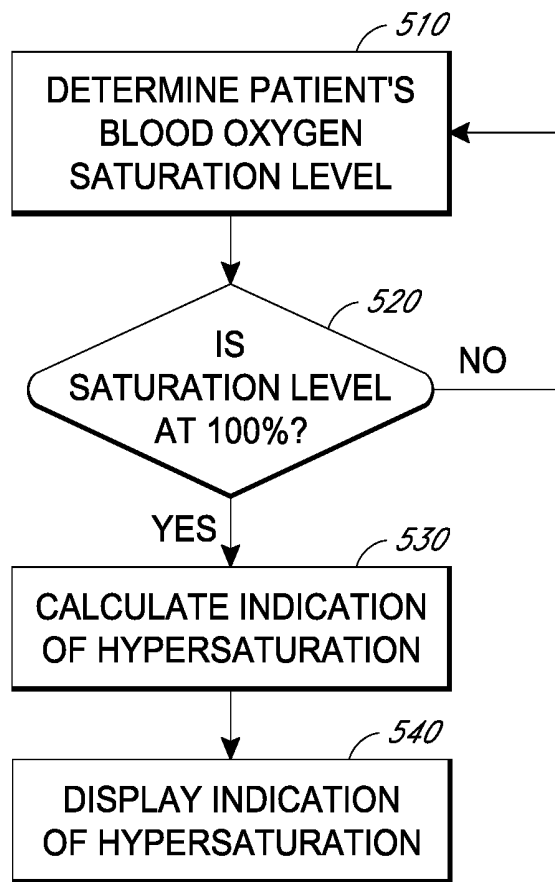 510
DETERMINE PATIENT'S
BLOOD OXYGEN
SATURATION LEVEL
520
IS
SATURATION LEVEL
AT 100%?
NO
YES
530
CALCULATE INDICATION
OF HYPERSATURATION
540
DISPLAY INDICATION
OF HYPERSATURATION